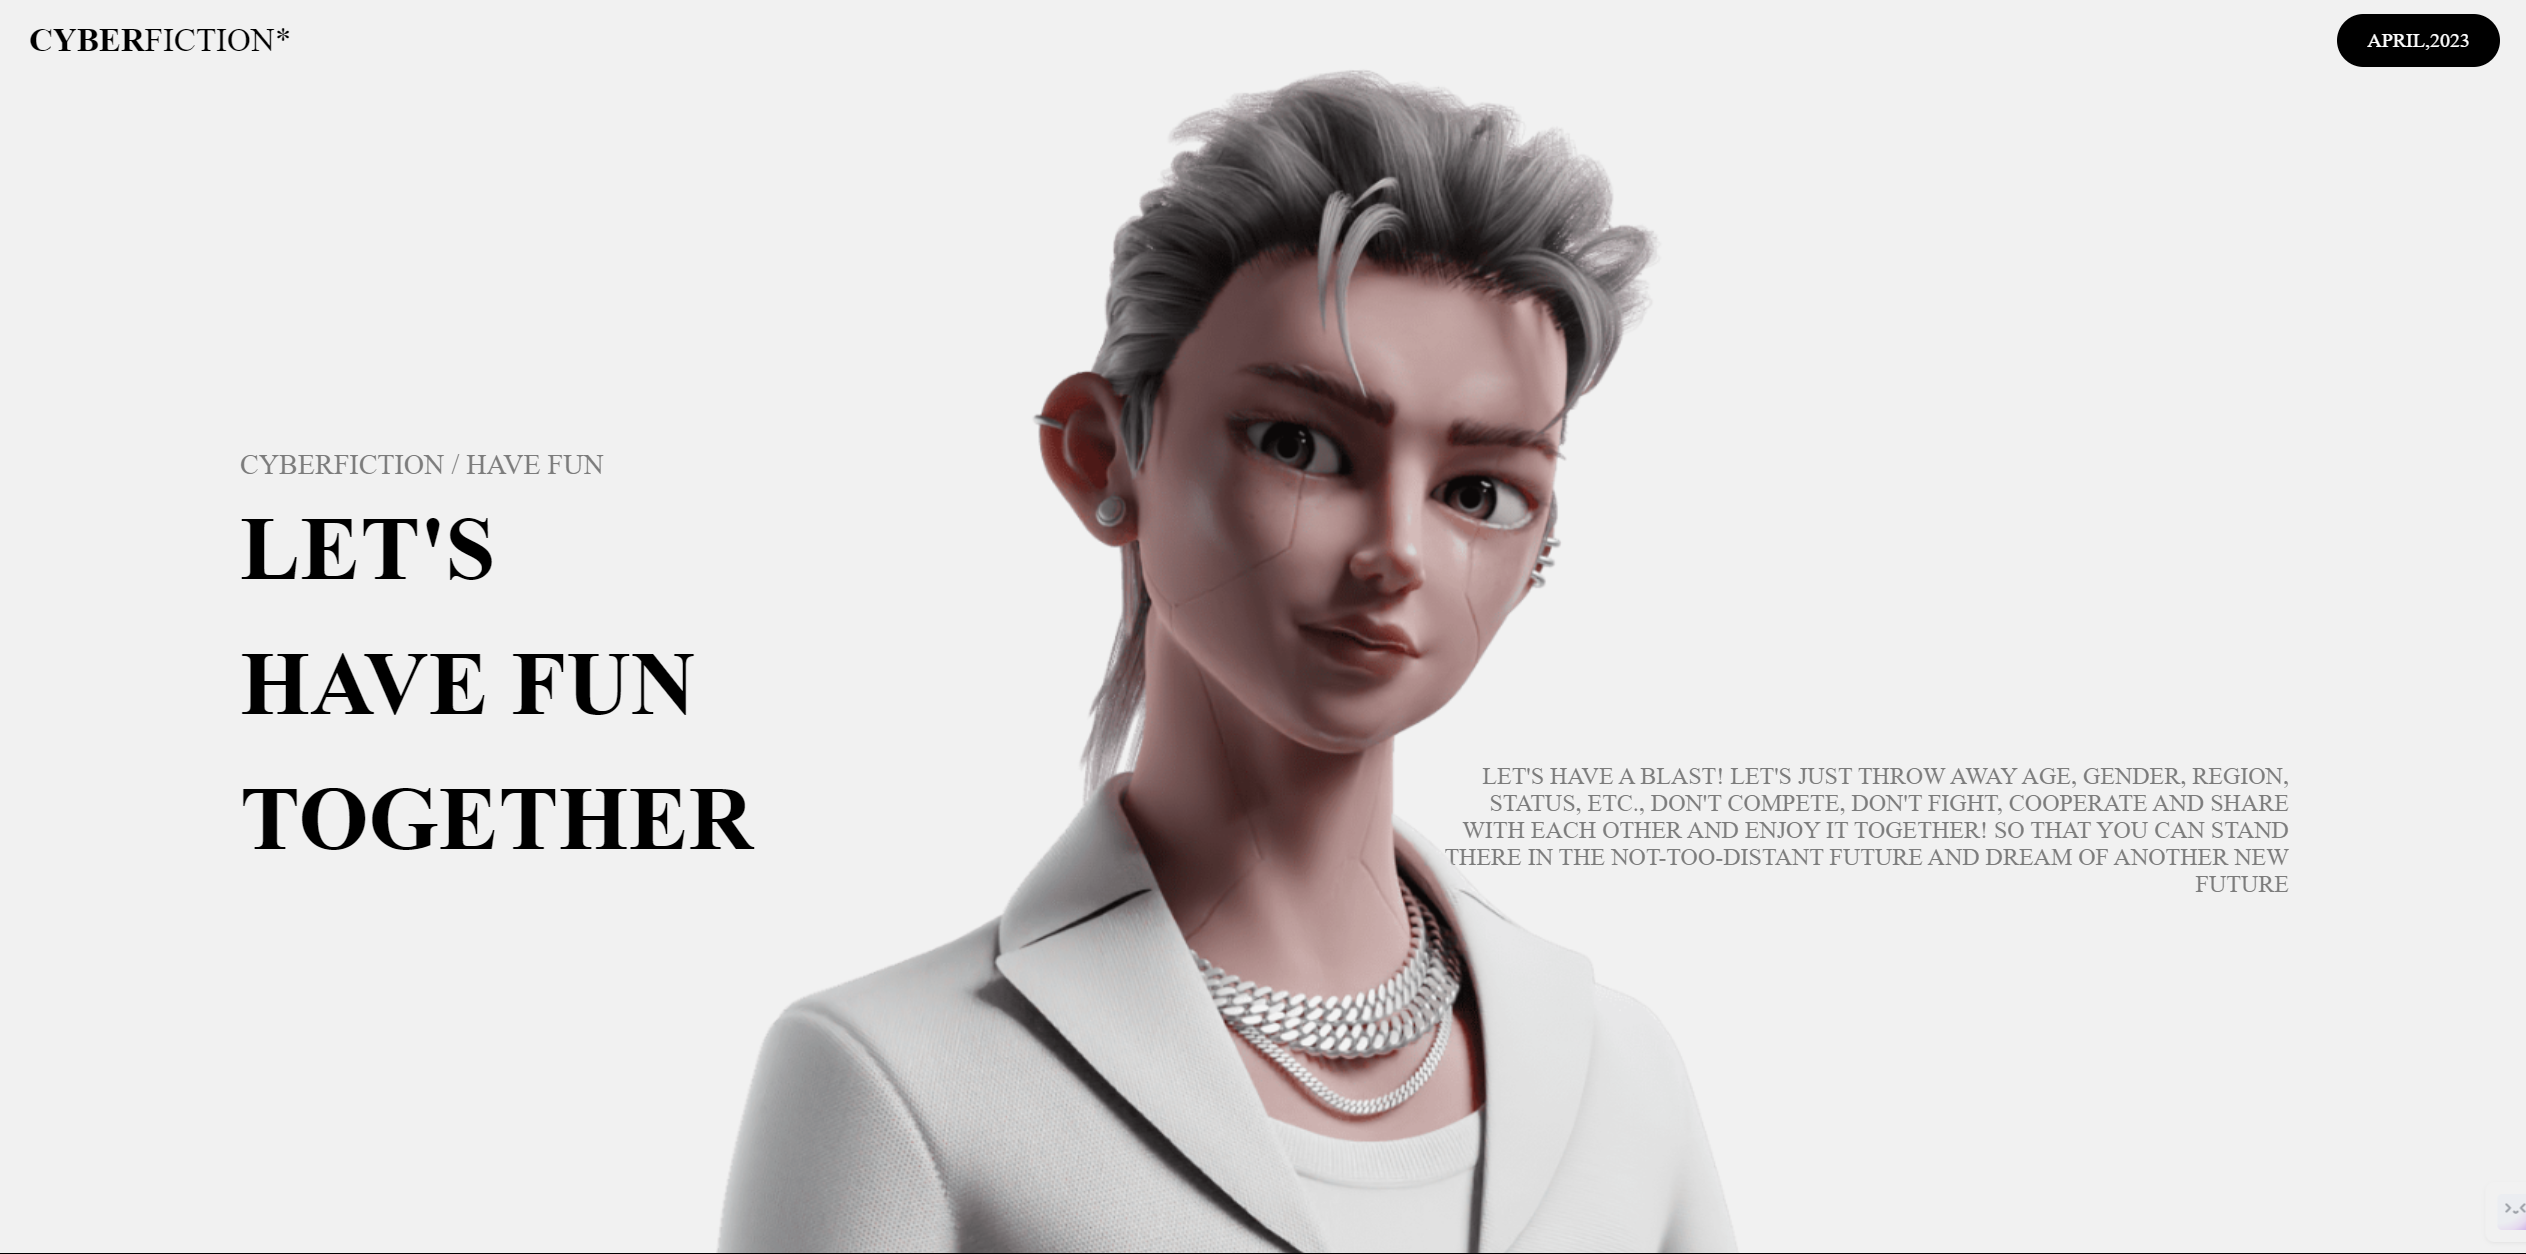 CYBERFICTION*
APRIL,2023
CYBERFICTION / HAVE FUN
LET'S
HAVE FUN
TOGETHER
LET'S HAVE A BLAST! LET'S JUST THROW AWAY AGE, GENDER, REGION,
STATUS, ETC., DON'T COMPETE, DON'T FIGHT, COOPERATE AND SHARE
WITH EACH OTHER AND ENJOY IT TOGETHER! SO THAT YOU CAN STAND
THERE IN THE NOT-TOO-DISTANT FUTURE AND DREAM OF ANOTHER NEW
FUTURE